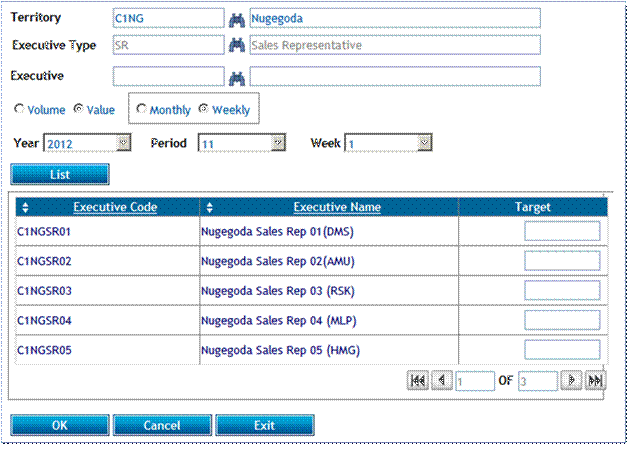 Territory C1NG Nugegoda
Executive Type SR Sales Representative
Executive
Volume Value Monthly Weekly
Year 2012 Period 11 Week 1
List
Executive Code Executive Name Target
C1NGSR01 Nugegoda Sales Rep 01(DMS)
C1NGSR02 Nugegoda Sales Rep 02(AMU)
C1NGSR03 Nugegoda Sales Rep 03 (RSK)
C1NGSR04 Nugegoda Sales Rep 04 (MLP)
C1NGSR05 Nugegoda Sales Rep 05 (HMG)
1 OF 3
OK Cancel Exit